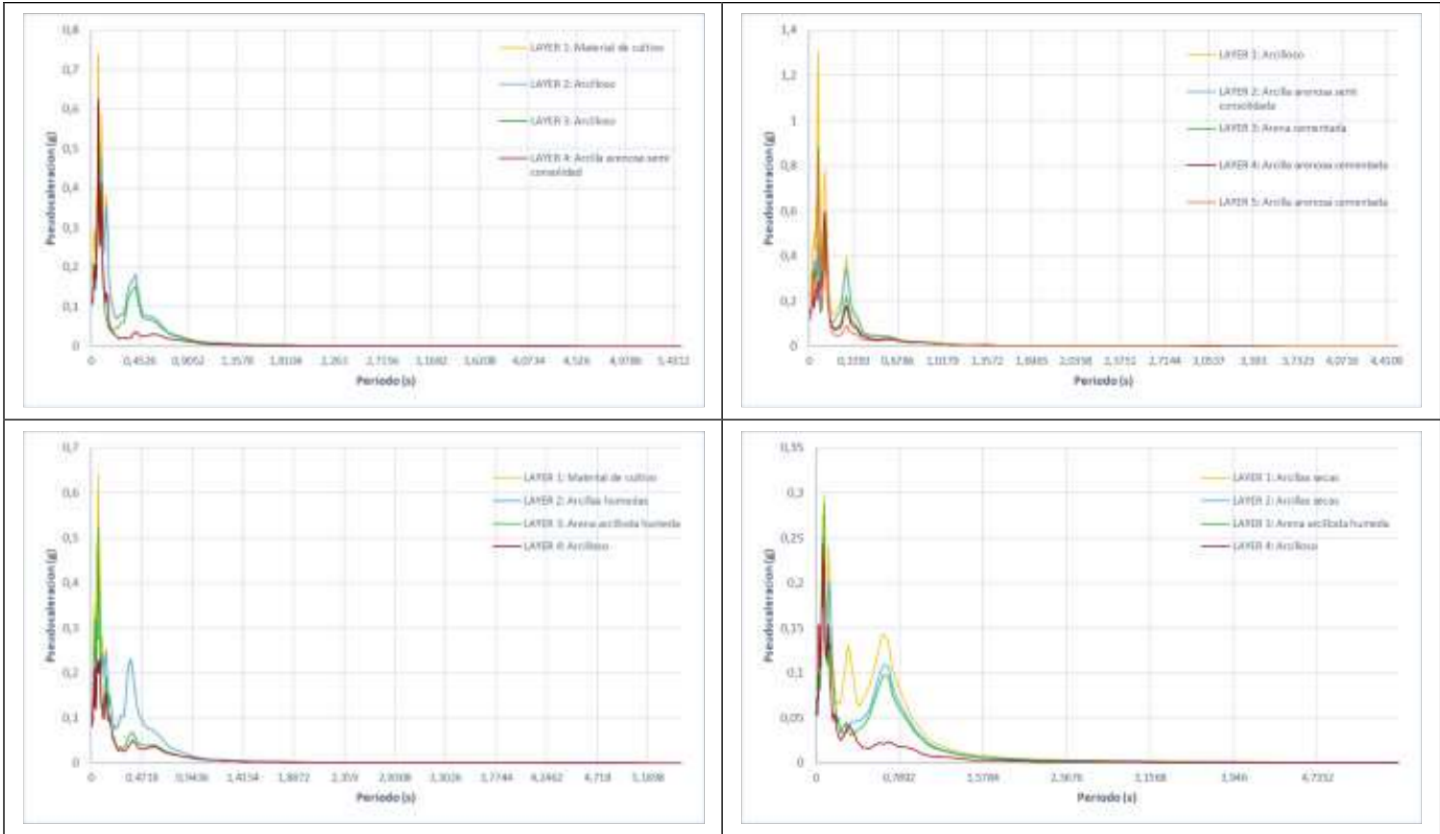 0,8
0,7
0,6
0,5
0,4
0,3
0,2
0,1
0
Pseudocaleracion (g)
LAYER 1: Material de cultivo
LAYER 2: Arcilloso
LAYER 3: Arcilloso
LAYER 4: Arcilla arenosa semi
consolidad
0 0,4526 0,9052 1,3578 1,8104 2,263 2,7156 3,1682 3,6208 4,0734 4,526 4,9786 5,4312
Periodo (s)
1,4
1,2
1
0,8
0,6
0,4
0,2
0
Pseudocaleracion (g)
LAYER 1: Arcilloso
LAYER 2: Arcilla arenosa semi
consolidada
LAYER 3: Arena cementada
LAYER 4: Arcilla arenosa cementada
LAYER 5: Arcilla arenosa cementada
0 0,3393 0,6786 1,0179 1,3572 1,6965 2,0358 2,3751 2,7144 3,0537 3,393 3,7323 4,0716 4,4109
Periodo (s)
0,7
0,6
0,5
0,4
0,3
0,2
0,1
0
Pseudocaleracion (g)
LAYER 1: Material de cultivo
LAYER 2: Arcillas humedas
LAYER 3: Arena arcillosa humeda
LAYER 4: Arcilloso
0 0,4718 0,9436 1,4154 1,8872 2,359 2,8308 3,3026 3,7744 4,2462 4,718 5,1898
Periodo (s)
0,35
0,3
0,25
0,2
0,15
0,1
0,05
0
Pseudocaleracion (g)
LAYER 1: Arcillas secas
LAYER 2: Arcillas secas
LAYER 3: Arena arcillosa humeda
LAYER 4: Arcilloso
0 0,7892 1,5784 2,3676 3,1568 3,946 4,7352
Periodo (s)